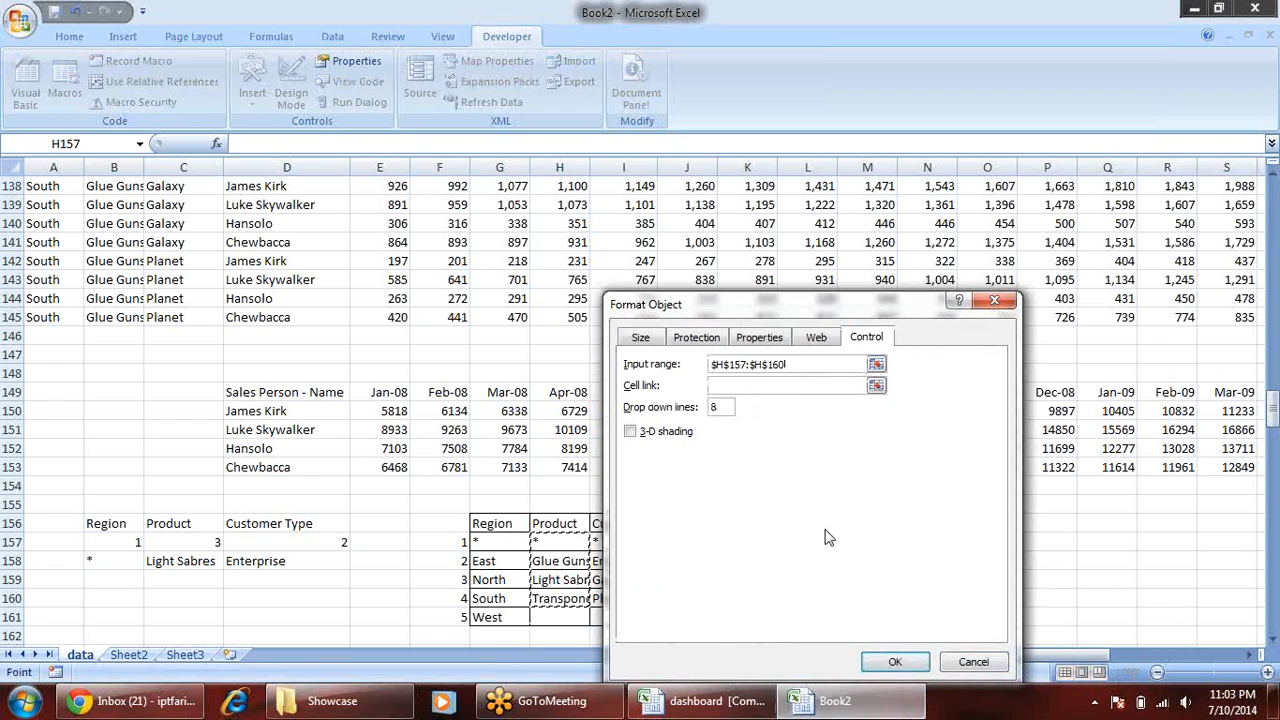 Book2 - Microsoft Excel
Home Insert Page Layout Formulas Data Review View Developer
Visual Basic
Macros
Record Macro
Use Relative References
Macro Security
Code
Insert
Design Mode
Properties
View Code
Run Dialog
Controls
Source
Map Properties
Expansion Packs
Refresh Data
Import
Export
XML
Document Panel
Modify
H157
A B C D E F G H I J K L M N O P Q R S
138 South Glue Guns Galaxy James Kirk 926 992 1,077 1,100 1,149 1,260 1,309 1,431 1,471 1,543 1,607 1,663 1,810 1,843 1,988
139 South Glue Guns Galaxy Luke Skywalker 891 959 1,053 1,073 1,101 1,138 1,195 1,222 1,320 1,361 1,396 1,478 1,598 1,607 1,659
140 South Glue Guns Galaxy Hansolo 306 316 338 351 385 404 407 412 446 446 454 500 507 540 593
141 South Glue Guns Galaxy Chewbacca 864 893 897 931 962 1,003 1,103 1,168 1,260 1,272 1,375 1,404 1,531 1,586 1,729
142 South Glue Guns Planet James Kirk 197 201 218 231 247 267 278 295 315 322 338 369 404 418 437
143 South Glue Guns Planet Luke Skywalker 585 641 701 765 767 838 891 931 940 1,004 1,011 1,095 1,134 1,245 1,291
144 South Glue Guns Planet Hansolo 263 272 291 295 403 431 450 478
145 South Glue Guns Planet Chewbacca 420 441 470 505 726 739 774 835
146
147
148
149 Sales Person - Name Jan-08 Feb-08 Mar-08 Apr-08 Dec-08 Jan-09 Feb-09 Mar-09
150 James Kirk 5818 6134 6338 6729 9897 10405 10832 11233
151 Luke Skywalker 8933 9263 9673 10109 14850 15569 16294 16866
152 Hansolo 7103 7508 7784 8199 11699 12277 13028 13711
153 Chewbacca 6468 6781 7133 7414 11322 11614 11961 12849
154
155
156 Region Product Customer Type Region Product
157 1 3 2 1 * * *
158 * Light Sabres Enterprise 2 East Glue Guns
159 3 North Light Sabr
160 4 South Transpon
161 5 West
162
Format Object
Size Protection Properties Web Control
Input range: $H$157:$H$160
Cell link:
Drop down lines: 8
3-D shading
OK Cancel
data Sheet2 Sheet3
Point
Inbox (21) - iptfari...
Showcase
GoToMeeting
dashboard [Com...
Book2
11:03 PM
7/10/2014